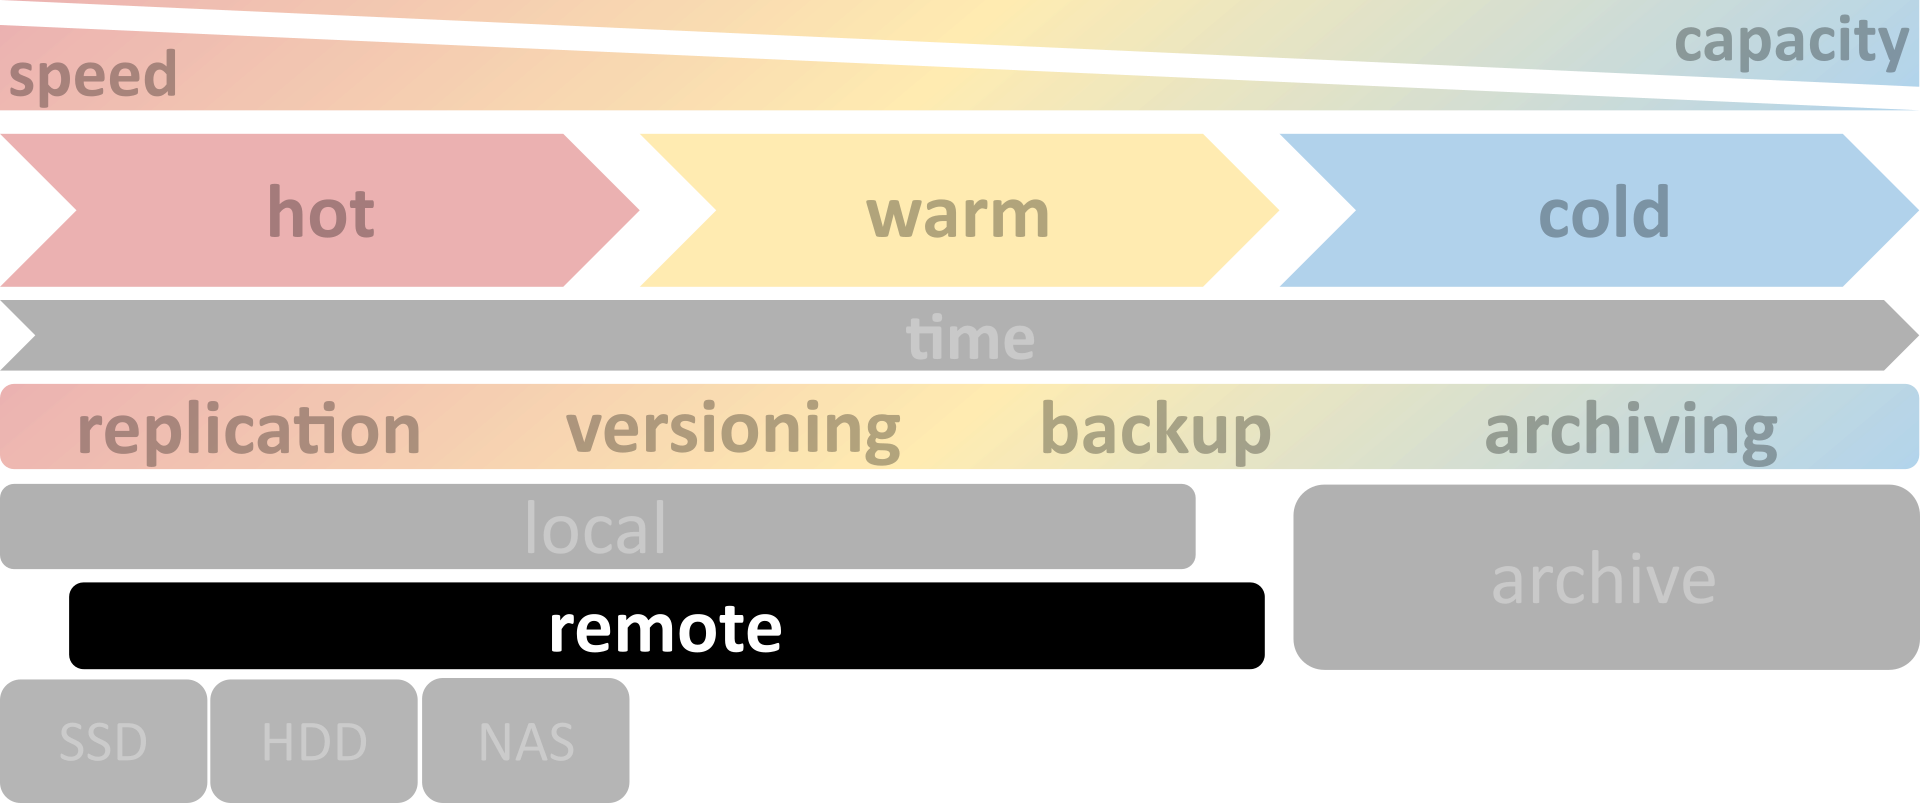 speed capacity
hot warm cold
time
replication versioning backup archiving
local
archive
remote
SSD HDD NAS